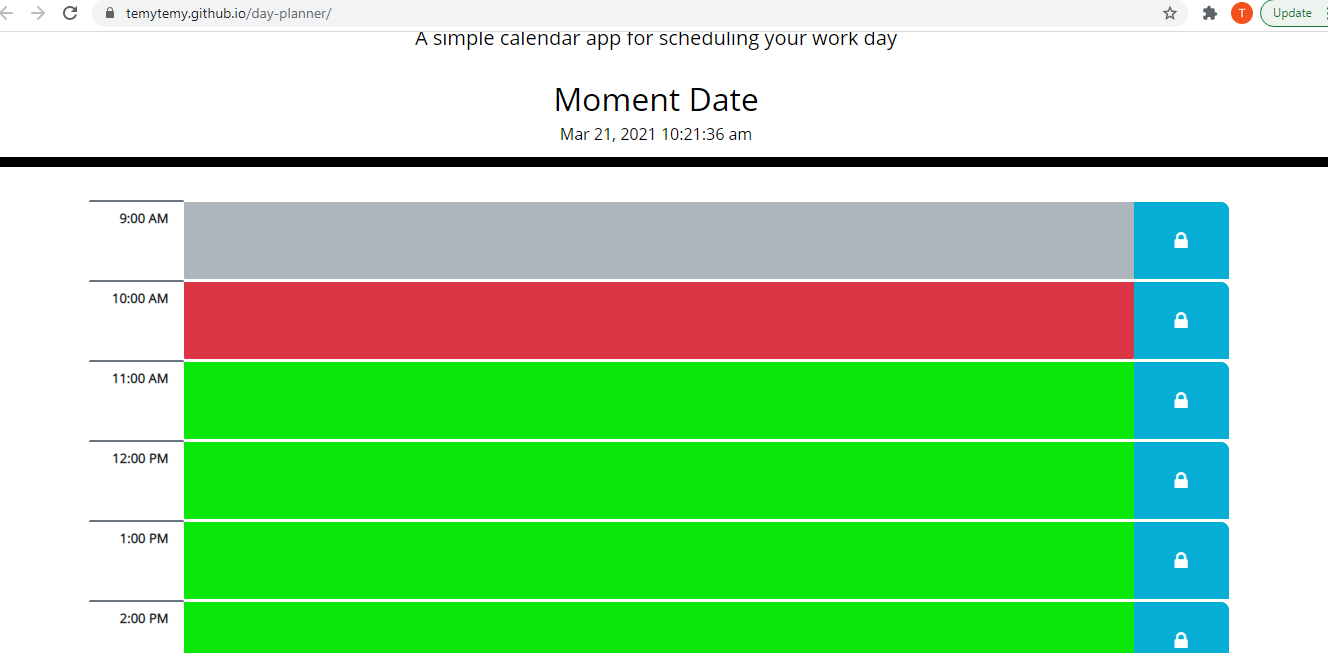 temytemy.github.io/day-planner/
T
Update
A simple calendar app for scheduling your work day
Moment Date
Mar 21, 2021 10:21:36 am
9:00 AM
10:00 AM
11:00 AM
12:00 PM
1:00 PM
2:00 PM